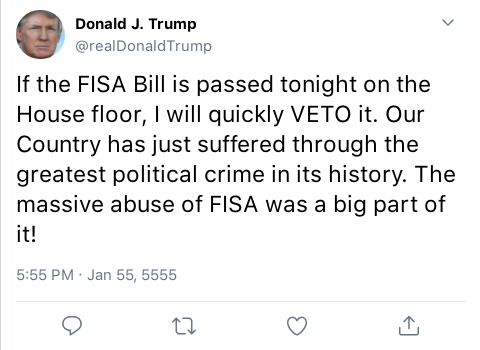 Donald J. Trump
@realDonaldTrump
If the FISA Bill is passed tonight on the
House floor, I will quickly VETO it. Our
Country has just suffered through the
greatest political crime in its history. The
massive abuse of FISA was a big part of
it!
5:55 PM · Jan 55, 5555